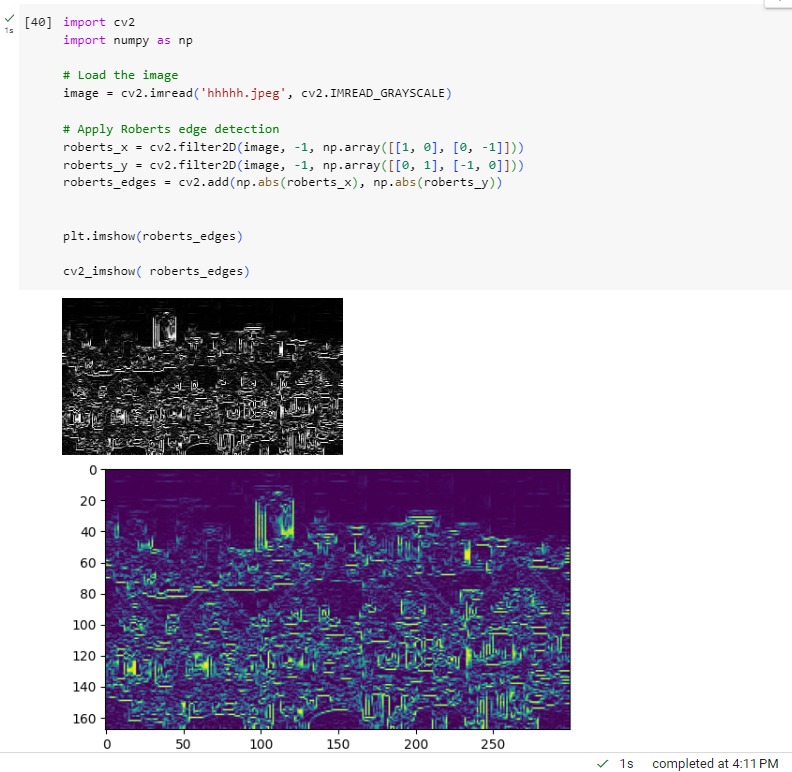 [40] import cv2
1s import numpy as np
# Load the image
image = cv2.imread('hhhhh.jpeg', cv2.IMREAD_GRAYSCALE)
# Apply Roberts edge detection
roberts_x = cv2.filter2D(image, -1, np.array([[1, 0], [0, -1]]))
roberts_y = cv2.filter2D(image, -1, np.array([[0, 1], [-1, 0]]))
roberts_edges = cv2.add(np.abs(roberts_x), np.abs(roberts_y))
plt.imshow(roberts_edges)
cv2_imshow( roberts_edges)
0
20
40
60
80
100
120
140
160
0 50 100 150 200 250
1s completed at 4:11 PM